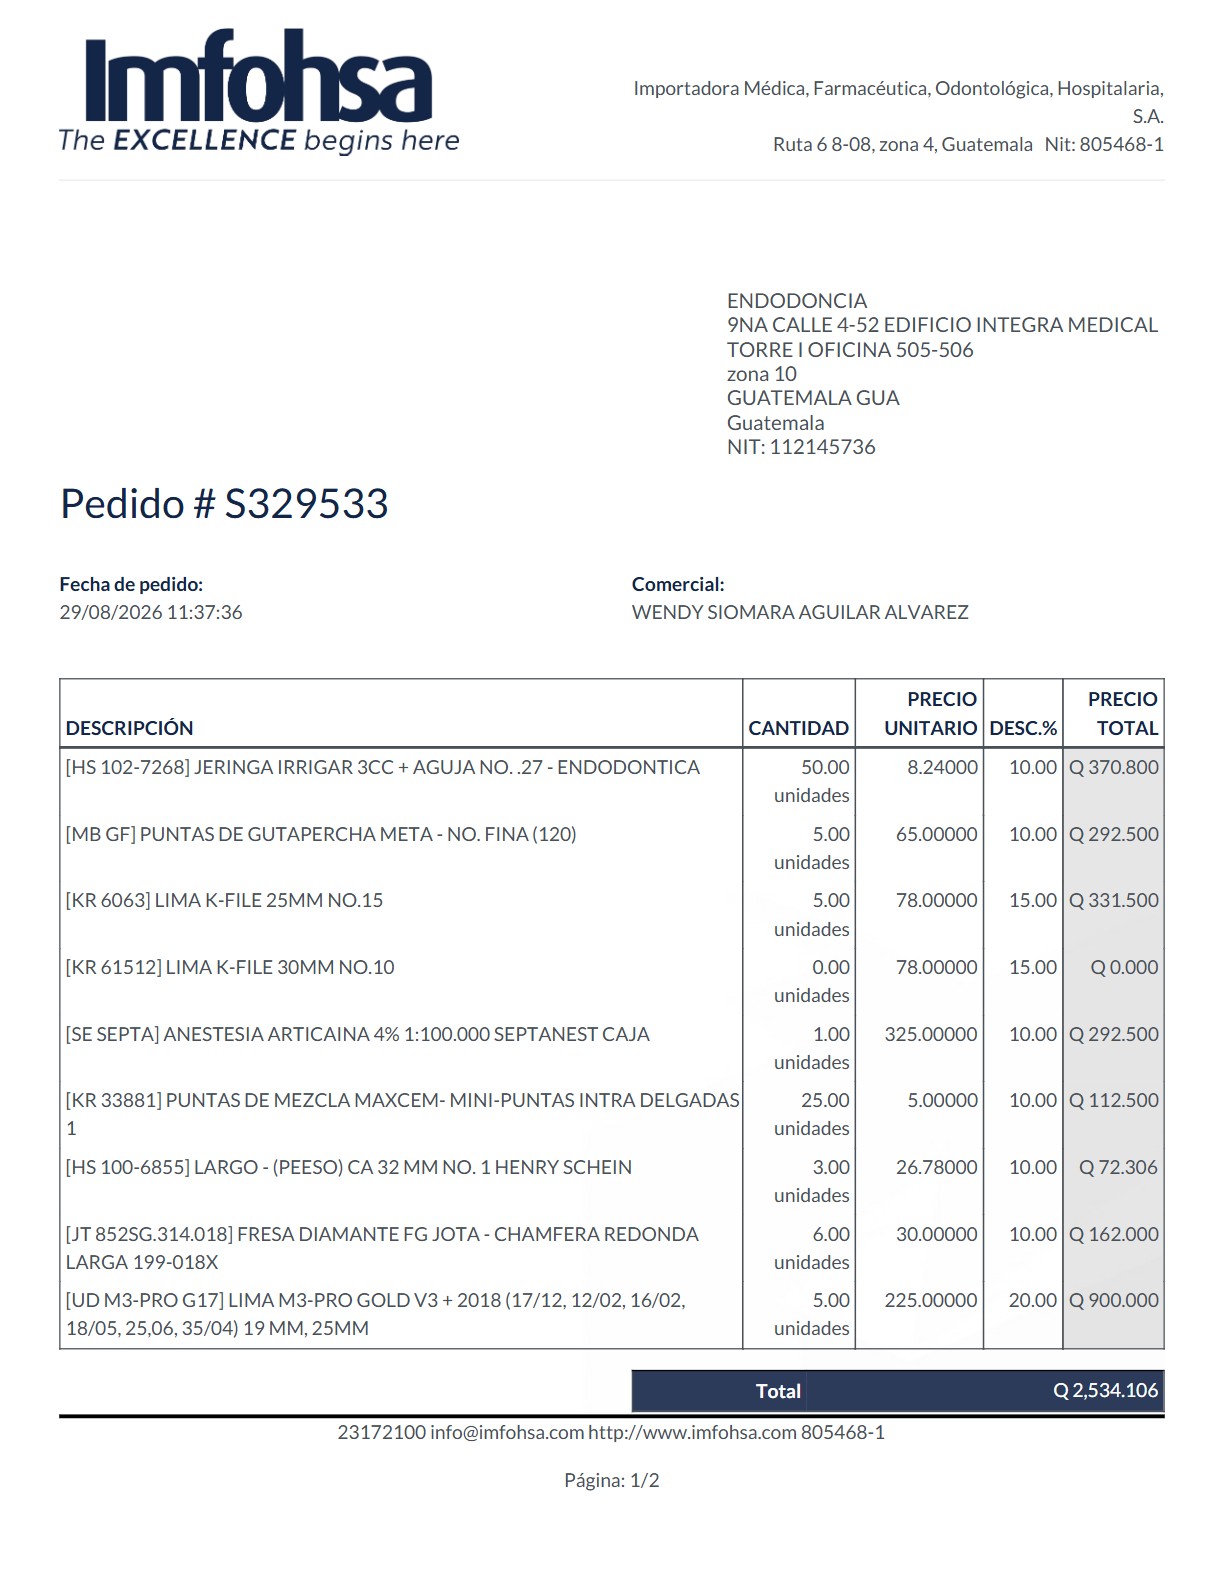 Imfohsa
The EXCELLENCE begins here
Importadora Médica, Farmacéutica, Odontológica, Hospitalaria,
S.A.
Ruta 6 8-08, zona 4, Guatemala Nit: 805468-1
ENDODONCIA
9NA CALLE 4-52 EDIFICIO INTEGRA MEDICAL
TORRE I OFICINA 505-506
zona 10
GUATEMALA GUA
Guatemala
NIT: 112145736
Pedido # S329533
Fecha de pedido: Comercial:
29/08/2026 11:37:36 WENDY SIOMARA AGUILAR ALVAREZ
PRECIO PRECIO
DESCRIPCIÓN CANTIDAD UNITARIO DESC.% TOTAL
[HS 102-7268] JERINGA IRRIGAR 3CC + AGUJA NO. .27 - ENDODONTICA 50.00 8.24000 10.00 Q 370.800
unidades
[MB GF] PUNTAS DE GUTAPERCHA META - NO. FINA (120) 5.00 65.00000 10.00 Q 292.500
unidades
[KR 6063] LIMA K-FILE 25MM NO.15 5.00 78.00000 15.00 Q 331.500
unidades
[KR 61512] LIMA K-FILE 30MM NO.10 0.00 78.00000 15.00 Q 0.000
unidades
[SE SEPTA] ANESTESIA ARTICAINA 4% 1:100.000 SEPTANEST CAJA 1.00 325.00000 10.00 Q 292.500
unidades
[KR 33881] PUNTAS DE MEZCLA MAXCEM- MINI-PUNTAS INTRA DELGADAS 25.00 5.00000 10.00 Q 112.500
1 unidades
[HS 100-6855] LARGO - (PEESO) CA 32 MM NO. 1 HENRY SCHEIN 3.00 26.78000 10.00 Q 72.306
unidades
[JT 852SG.314.018] FRESA DIAMANTE FG JOTA - CHAMFERA REDONDA 6.00 30.00000 10.00 Q 162.000
LARGA 199-018X unidades
[UD M3-PRO G17] LIMA M3-PRO GOLD V3 + 2018 (17/12, 12/02, 16/02, 5.00 225.00000 20.00 Q 900.000
18/05, 25,06, 35/04) 19 MM, 25MM unidades
Total Q 2,534.106
23172100 info@imfohsa.com http://www.imfohsa.com 805468-1
Página: 1/2